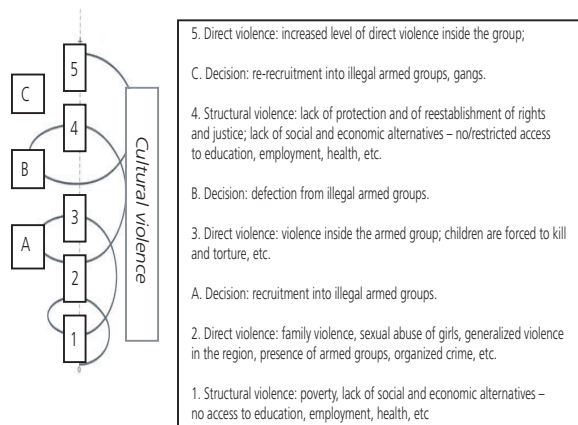 5
C
4
B
3
A
2
1
Cultural violence
5. Direct violence: increased level of direct violence inside the group;
C. Decision: re-recruitment into illegal armed groups, gangs.
4. Structural violence: lack of protection and of reestablishment of rights
and justice; lack of social and economic alternatives – no/restricted access
to education, employment, health, etc.
B. Decision: defection from illegal armed groups.
3. Direct violence: violence inside the armed group; children are forced to kill
and torture, etc.
A. Decision: recruitment into illegal armed groups.
2. Direct violence: family violence, sexual abuse of girls, generalized violence
in the region, presence of armed groups, organized crime, etc.
1. Structural violence: poverty, lack of social and economic alternatives –
no access to education, employment, health, etc